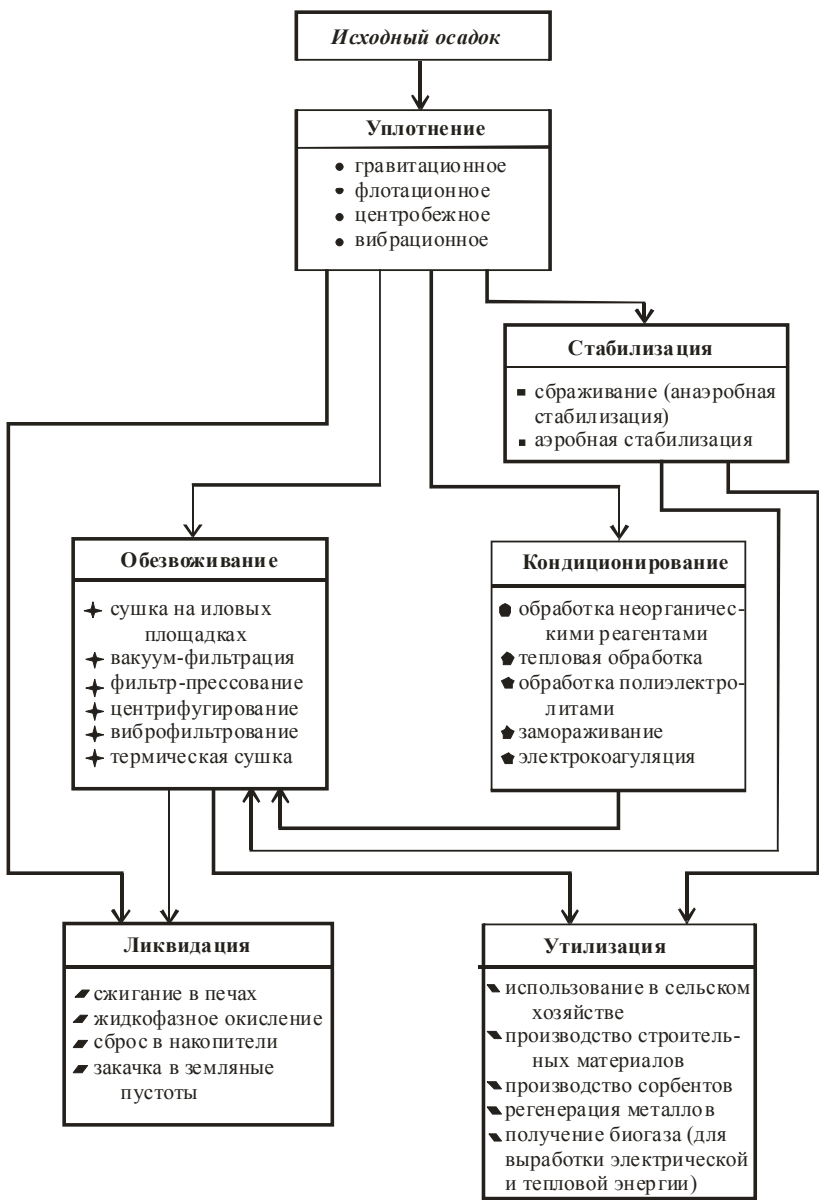 Исходный осадок
Уплотнение
гравитационное
флотационное
центробежное
вибрационное
Стабилизация
сбраживание (анаэробная
стабилизация)
аэробная стабилизация
Обезвоживание
сушка на иловых
площадках
вакуум-фильтрация
фильтр-прессование
центрифугирование
виброфильтрование
термическая сушка
Кондиционирование
обработка неорганичес-
кими реагентами
тепловая обработка
обработка полиэлектро-
литами
замораживание
электрокоагуляция
Ликвидация
сжигание в печах
жидкофазное окисление
сброс в накопители
закачка в земляные
пустоты
Утилизация
использование в сельском
хозяйстве
производство строитель-
ных материалов
производство сорбентов
регенерация металлов
получение биогаза (для
выработки электрической
и тепловой энергии)